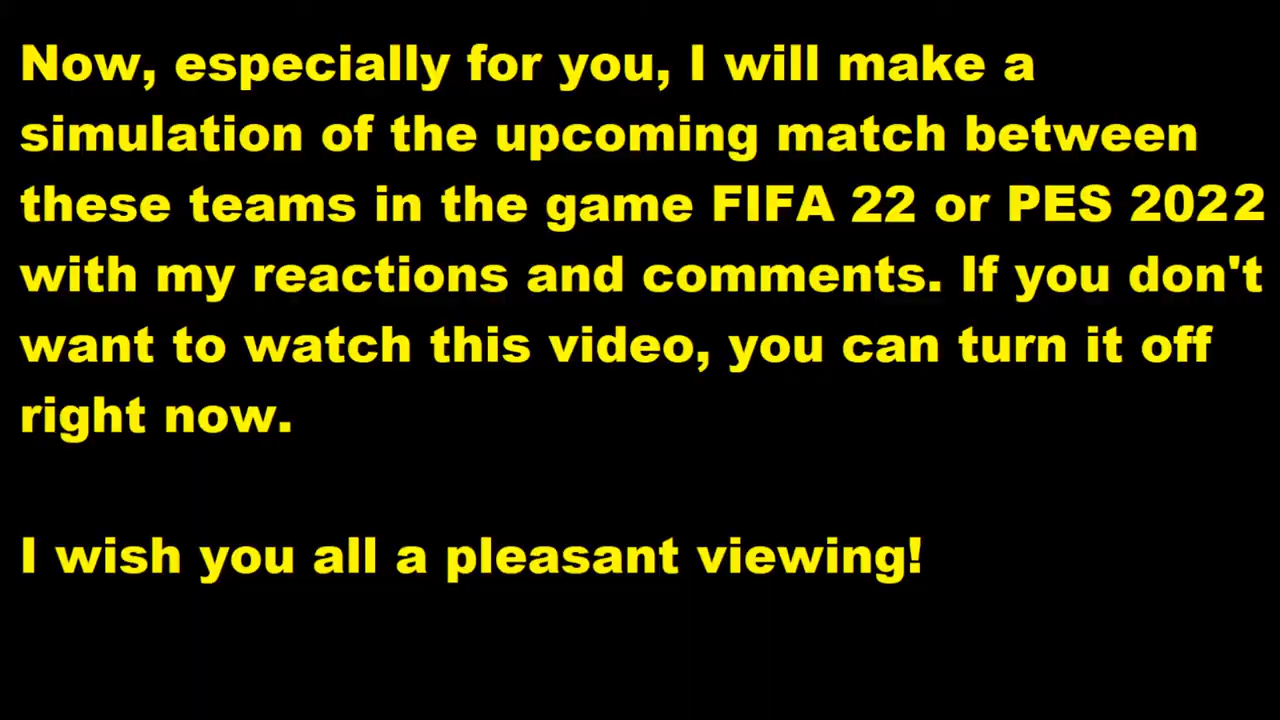 Now, especially for you, I will make a
simulation of the upcoming match between
these teams in the game FIFA 22 or PES 2022
with my reactions and comments. If you don't
want to watch this video, you can turn it off
right now.
I wish you all a pleasant viewing!